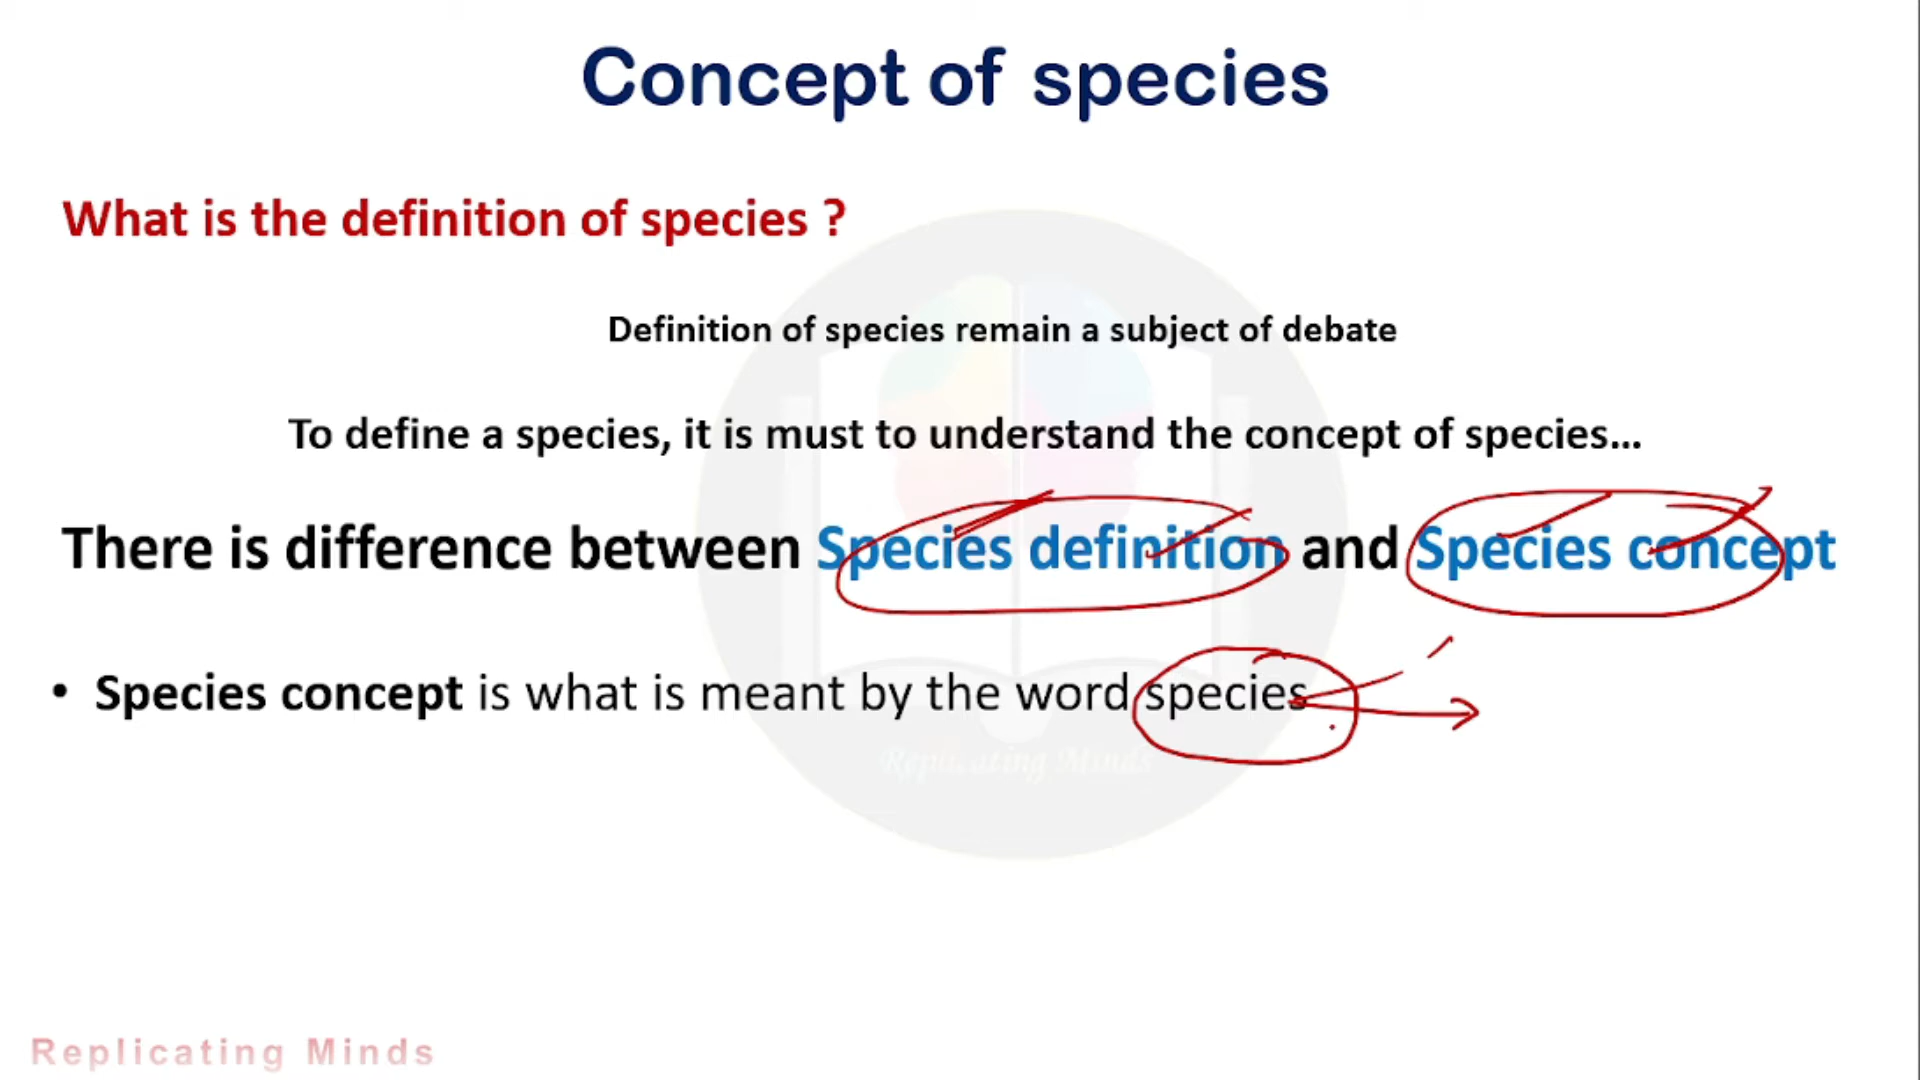 Concept of species
What is the definition of species ?
Definition of species remain a subject of debate
To define a species, it is must to understand the concept of species...
There is difference between Species definition and Species concept
• Species concept is what is meant by the word species
Replicating Minds
Replicating Minds